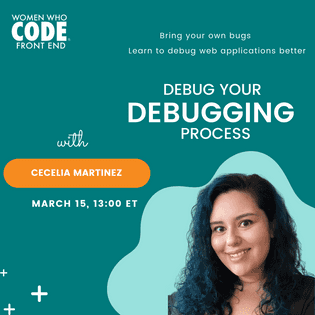 WOMEN WHO
CODE
FRONT END
Bring your own bugs
Learn to debug web applications better
DEBUG YOUR
DEBUGGING
PROCESS
with
CECELIA MARTINEZ
MARCH 15, 13:00 ET